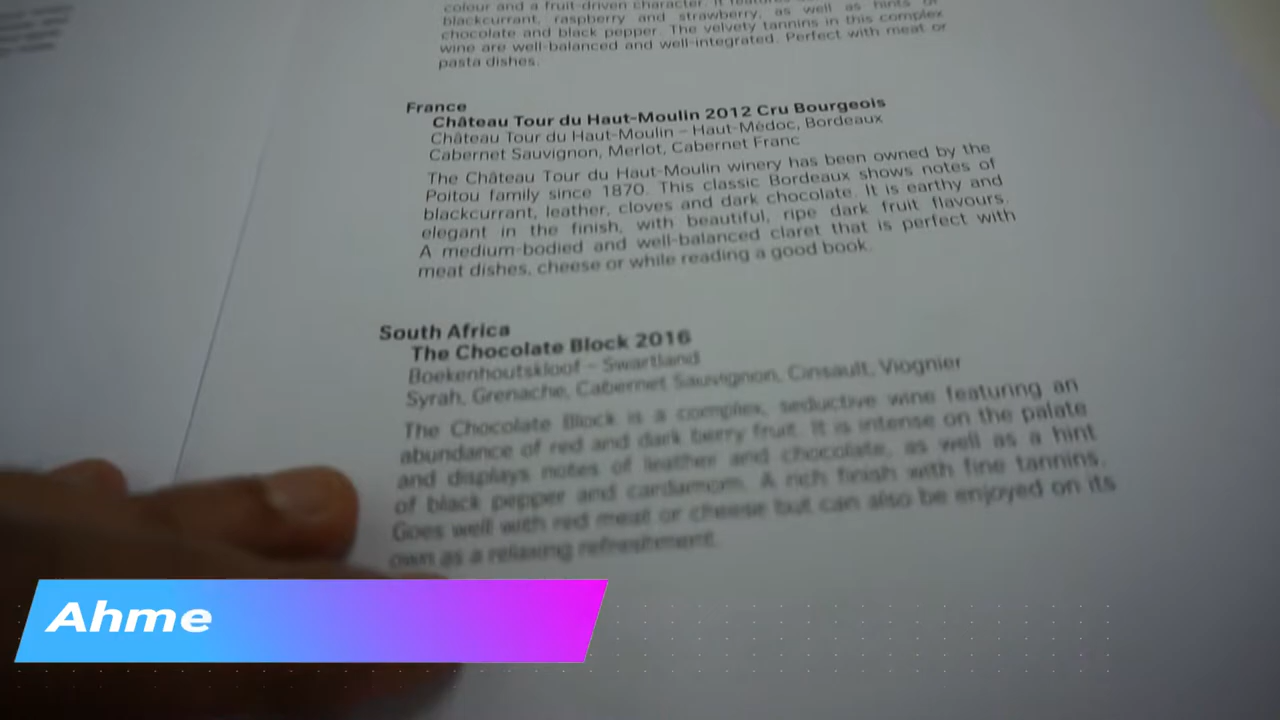 colour and a fruit-driven character. It features
blackcurrant, raspberry and strawberry, as well as hints of
chocolate and black pepper. The velvety tannins in this complex
wine are well-balanced and well-integrated. Perfect with meat or
pasta dishes.
France
Château Tour du Haut-Moulin 2012 Cru Bourgeois
Château Tour du Haut-Moulin – Haut-Médoc, Bordeaux
Cabernet Sauvignon, Merlot, Cabernet Franc
The Château Tour du Haut-Moulin winery has been owned by the
Poitou family since 1870. This classic Bordeaux shows notes of
blackcurrant, leather, cloves and dark chocolate. It is earthy and
elegant in the finish, with beautiful, ripe dark fruit flavours.
A medium-bodied and well-balanced claret that is perfect with
meat dishes, cheese or while reading a good book.
South Africa
The Chocolate Block 2016
Boekenhoutskloof – Swartland
Syrah, Grenache, Cabernet Sauvignon, Cinsault, Viognier
The Chocolate Block is a complex, seductive wine featuring an
abundance of red and dark berry fruit. It is intense on the palate
and displays notes of leather and chocolate, as well as a hint
of black pepper and cardamom. A rich finish with fine tannins.
Goes well with red meat or cheese but can also be enjoyed on its
own as a relaxing refreshment.
Ahme